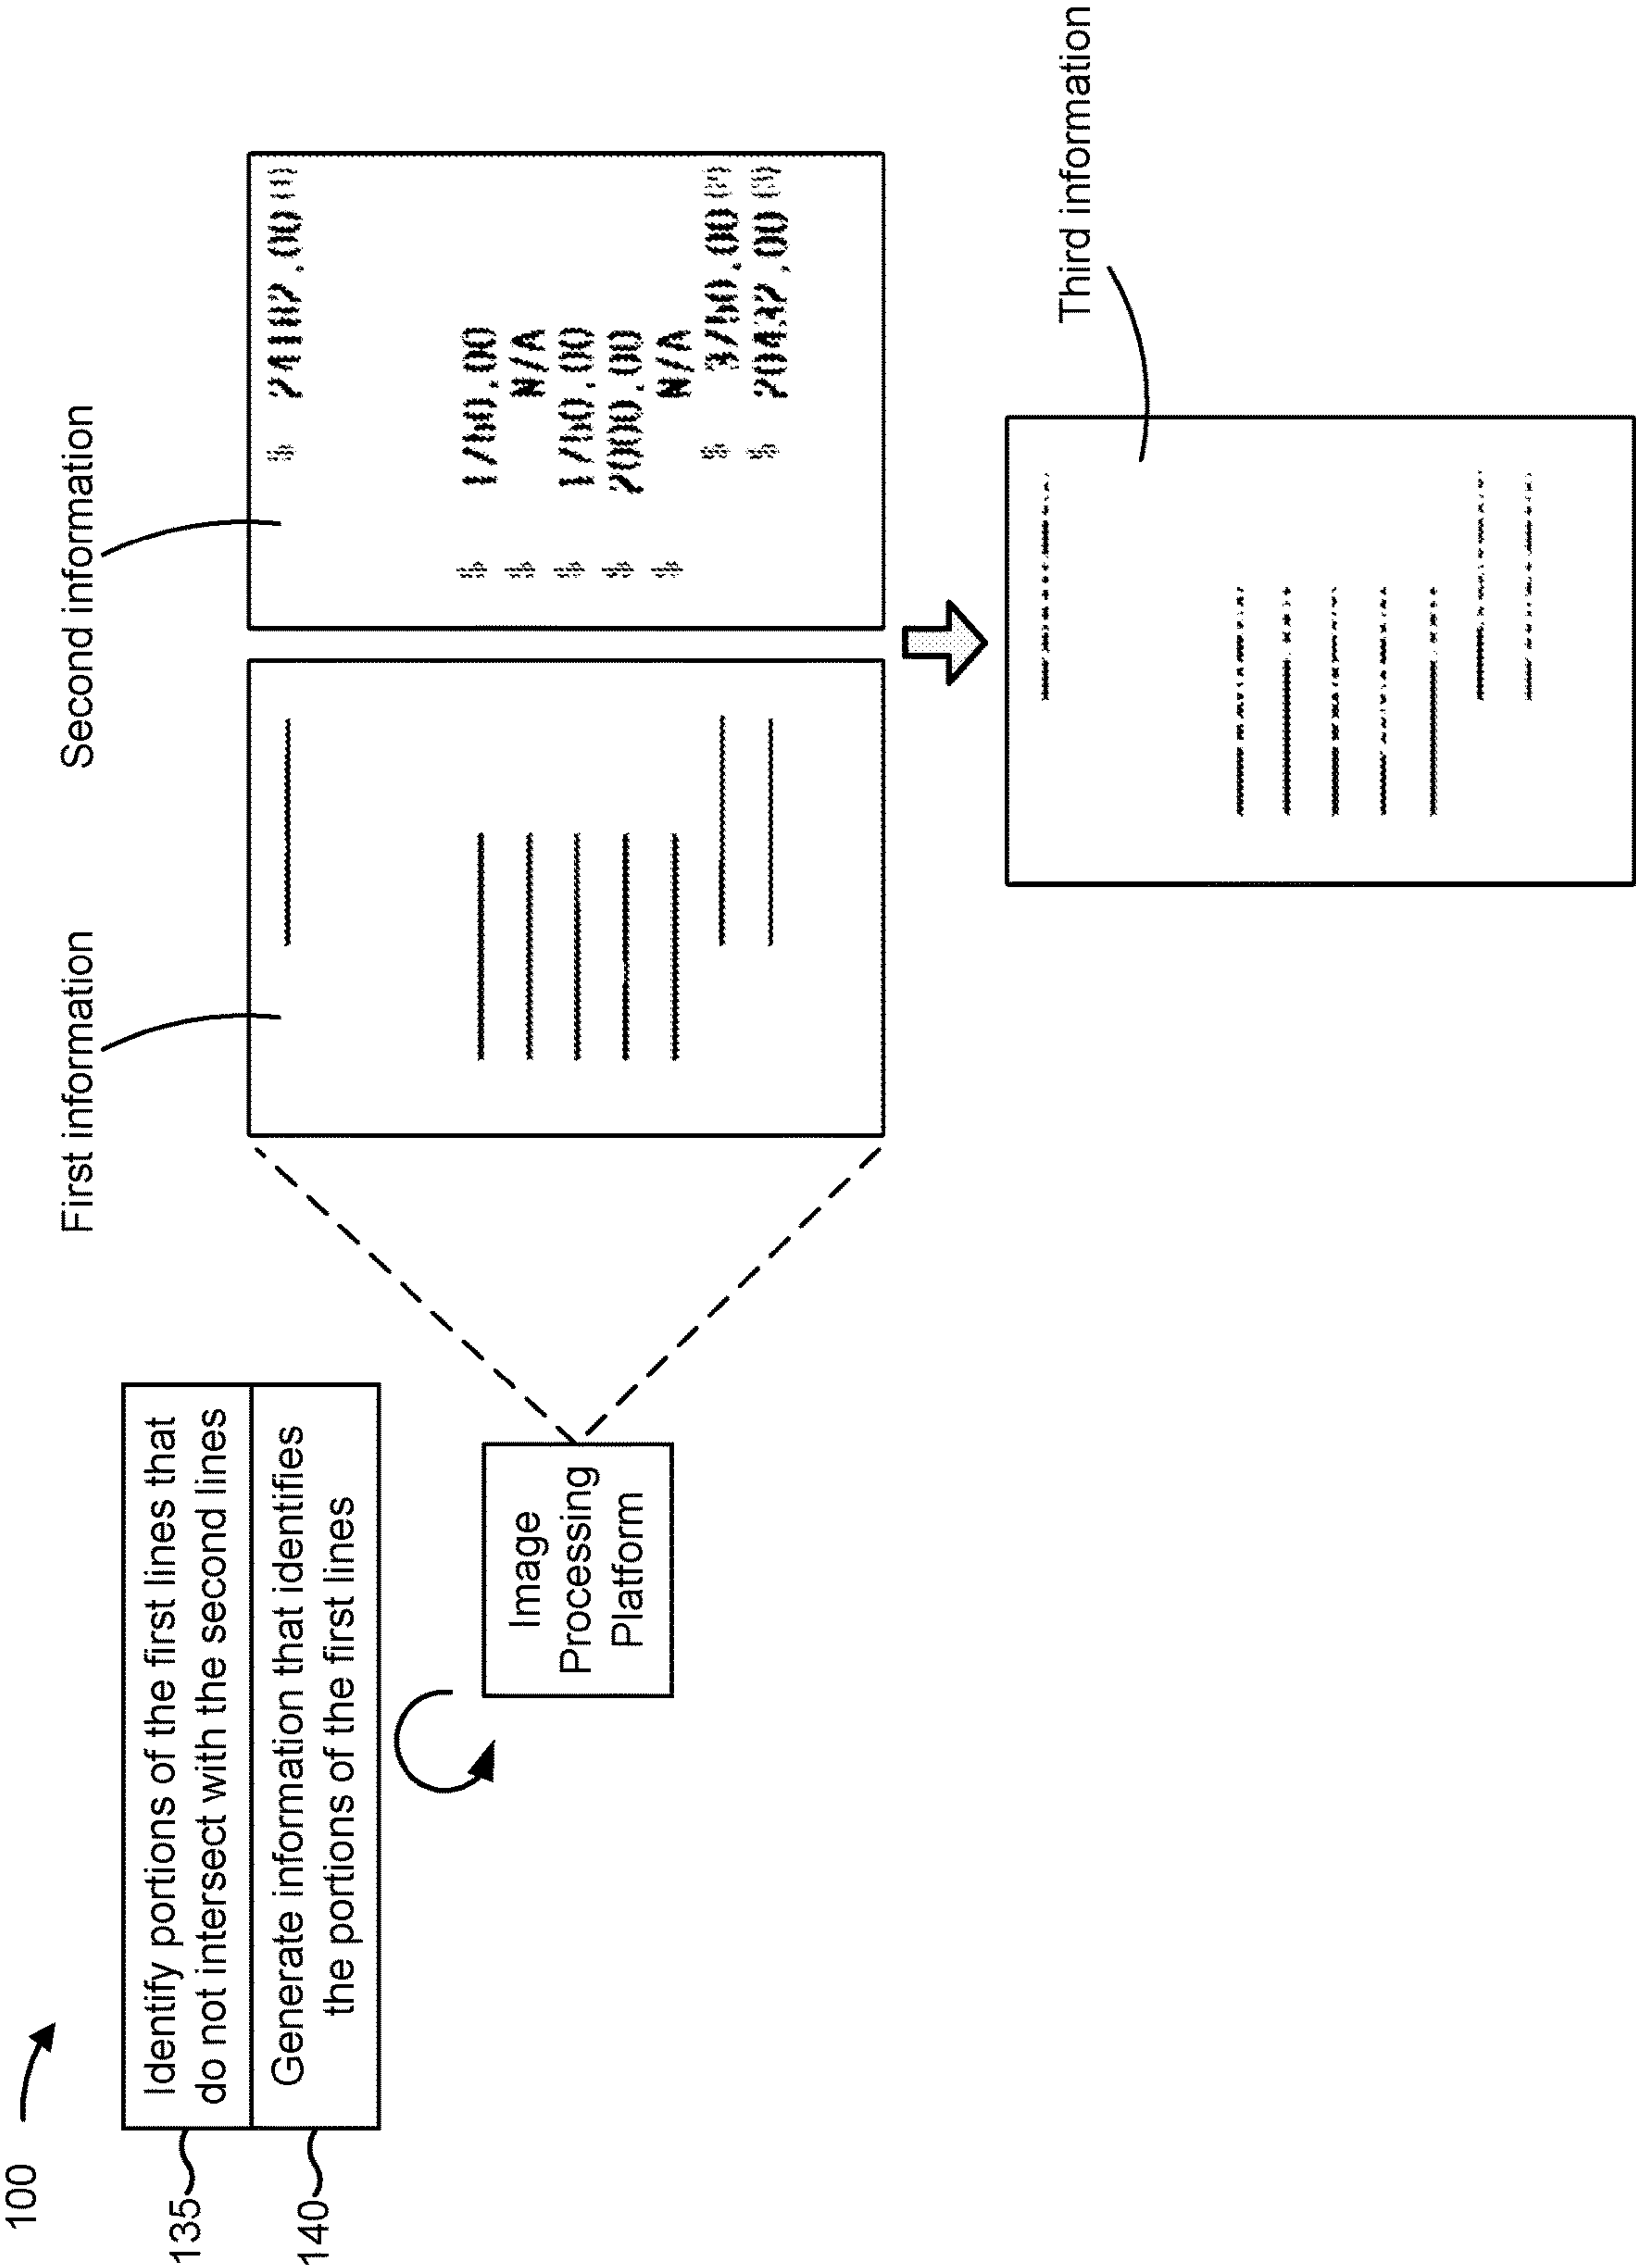 100
135
Identify portions of the first lines that
do not intersect with the second lines
140
Generate information that identifies
the portions of the first lines
Image
Processing
Platform
First information
Second information
$
$
$ N/A
$
$
$ N/A
$
$
Third information